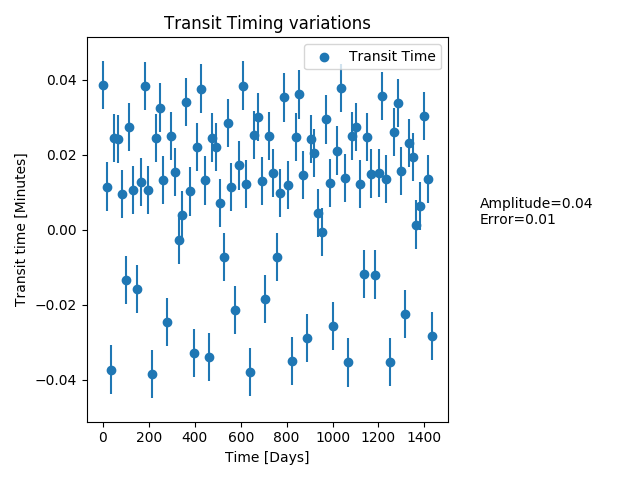 Transit Timing variations
Transit Time
0.04
0.02
0.00
−0.02
−0.04
Transit time [Minutes]
0 200 400 600 800 1000 1200 1400
Time [Days]
Amplitude=0.04
Error=0.01